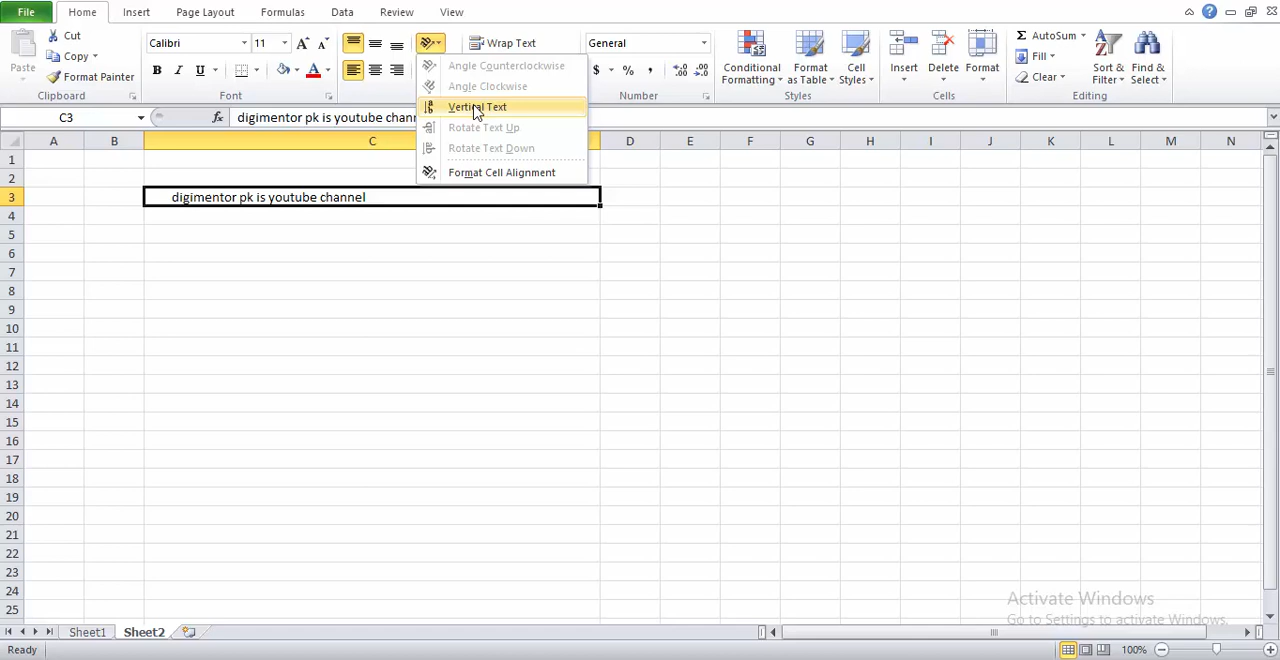 File Home Insert Page Layout Formulas Data Review View
Paste Cut Calibri 11 Wrap Text General Conditional Formatting Format as Table Cell Styles Insert Delete Format Σ AutoSum Sort & Filter Find & Select
Copy Angle Counterclockwise Fill
Format Painter B I U A Angle Clockwise $ % , Clear
Clipboard Font Vertical Text Number Styles Cells Editing
C3 fx digimentor pk is youtube chann
Rotate Text Up
Rotate Text Down
Format Cell Alignment
A B C D E F G H I J K L M N
1
2
3 digimentor pk is youtube channel
4
5
6
7
8
9
10
11
12
13
14
15
16
17
18
19
20
21
22
23
24
25
Activate Windows
Go to Settings to activate Windows.
Sheet1 Sheet2
Ready 100%